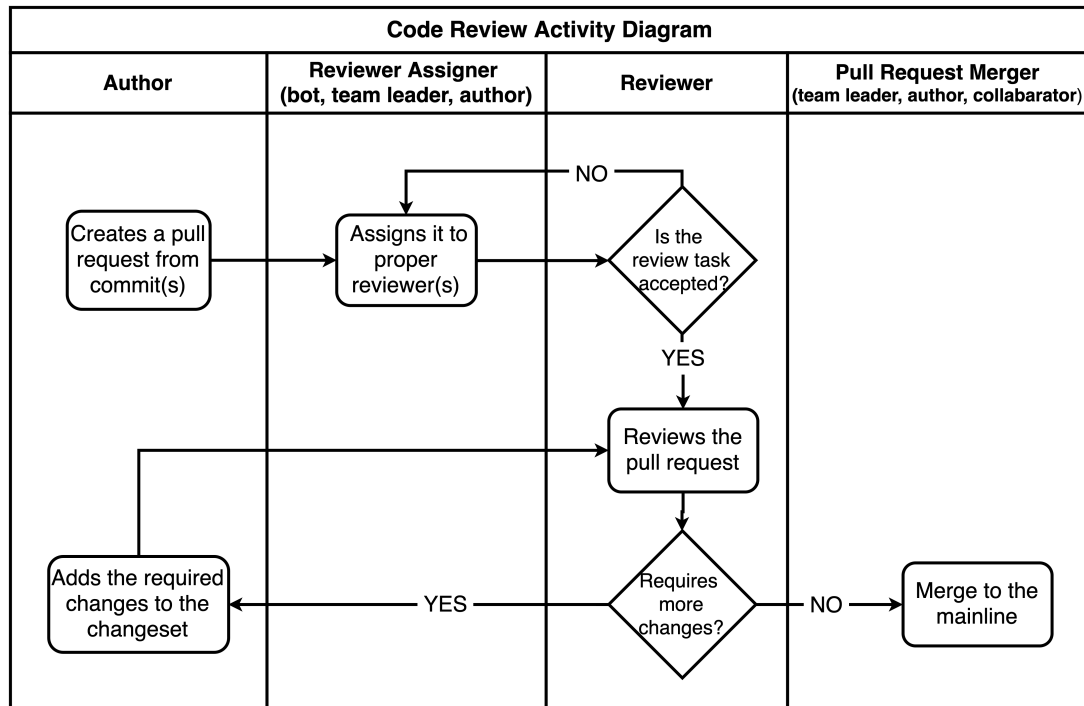 Code Review Activity Diagram
Author
Reviewer Assigner
(bot, team leader, author)
Reviewer
Pull Request Merger
(team leader, author, collabarator)
NO
Creates a pull
request from
commit(s)
Assigns it to
proper
reviewer(s)
Is the
review task
accepted?
YES
Reviews the
pull request
Adds the required
changes to the
changeset
YES
Requires
more
changes?
NO
Merge to the
mainline